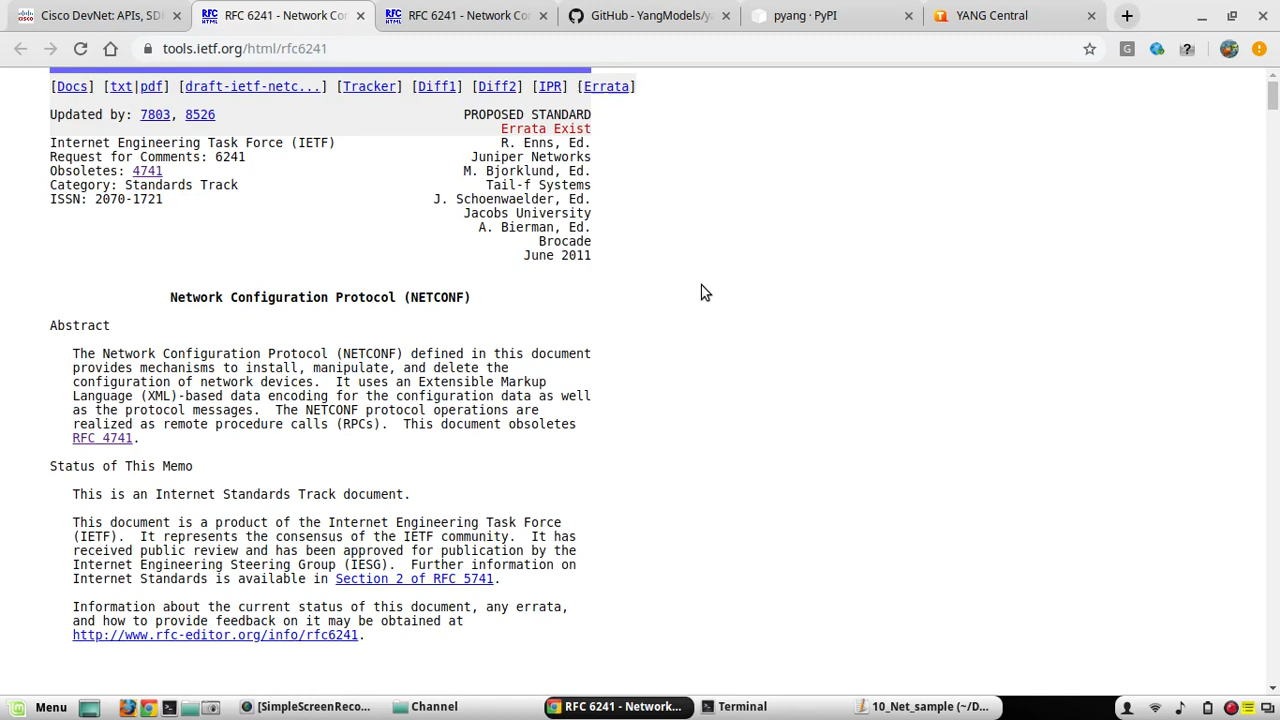 Cisco DevNet: APIs, SDI
RFC 6241 - Network Co
RFC 6241 - Network Co
GitHub - YangModels/ya
pyang · PyPI
YANG Central
tools.ietf.org/html/rfc6241
[Docs] [txt|pdf] [draft-ietf-netc...] [Tracker] [Diff1] [Diff2] [IPR] [Errata]
Updated by: 7803, 8526 PROPOSED STANDARD
Errata Exist
Internet Engineering Task Force (IETF) R. Enns, Ed.
Request for Comments: 6241 Juniper Networks
Obsoletes: 4741 M. Bjorklund, Ed.
Category: Standards Track Tail-f Systems
ISSN: 2070-1721 J. Schoenwaelder, Ed.
Jacobs University
A. Bierman, Ed.
Brocade
June 2011
Network Configuration Protocol (NETCONF)
Abstract
The Network Configuration Protocol (NETCONF) defined in this document
provides mechanisms to install, manipulate, and delete the
configuration of network devices. It uses an Extensible Markup
Language (XML)-based data encoding for the configuration data as well
as the protocol messages. The NETCONF protocol operations are
realized as remote procedure calls (RPCs). This document obsoletes
RFC 4741.
Status of This Memo
This is an Internet Standards Track document.
This document is a product of the Internet Engineering Task Force
(IETF). It represents the consensus of the IETF community. It has
received public review and has been approved for publication by the
Internet Engineering Steering Group (IESG). Further information on
Internet Standards is available in Section 2 of RFC 5741.
Information about the current status of this document, any errata,
and how to provide feedback on it may be obtained at
http://www.rfc-editor.org/info/rfc6241.
Menu
[SimpleScreenReco...
Channel
RFC 6241 - Network...
Terminal
10_Net_sample (~/D...